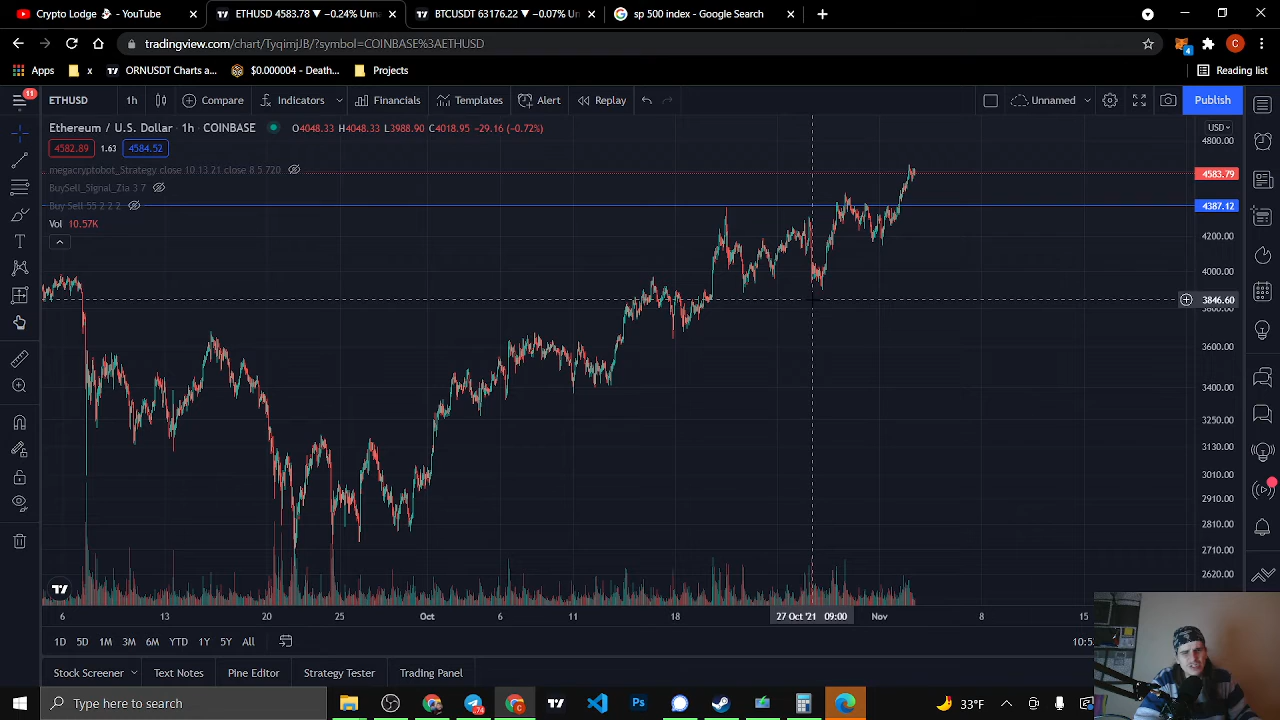 Crypto Lodge - YouTube
ETHUSD 4583.78 ▼ −0.24% Unna
BTCUSDT 63176.22 ▼ −0.07% Un
sp 500 index - Google Search
tradingview.com/chart/TyqimjJB/?symbol=COINBASE%3AETHUSD
4
C
Apps
x
ORNUSDT Charts a...
$0.000004 - Death...
Projects
Reading list
11
ETHUSD
1h
Compare
Indicators
Financials
Templates
Alert
Replay
Unnamed
Publish
Ethereum / U.S. Dollar · 1h · COINBASE
O4048.33 H4048.33 L3988.90 C4018.95 −29.16 (−0.72%)
USD
4800.00
4582.89
1.63
4584.52
megacryptobot_Strategy close 10 13 21 close 8 5 720
4583.79
BuySell_Signal_Zia 3 7
Buy Sell 55 2 2 2
4387.12
Vol 10.57K
4200.00
4000.00
3846.60
3800.00
3600.00
3400.00
3250.00
3130.00
3010.00
2910.00
2810.00
2710.00
2620.00
6
13
20
25
Oct
6
11
18
27 Oct '21 09:00
Nov
8
15
1D
5D
1M
3M
6M
YTD
1Y
5Y
All
10:5
Stock Screener
Text Notes
Pine Editor
Strategy Tester
Trading Panel
Type here to search
C
74
Ps
33°F